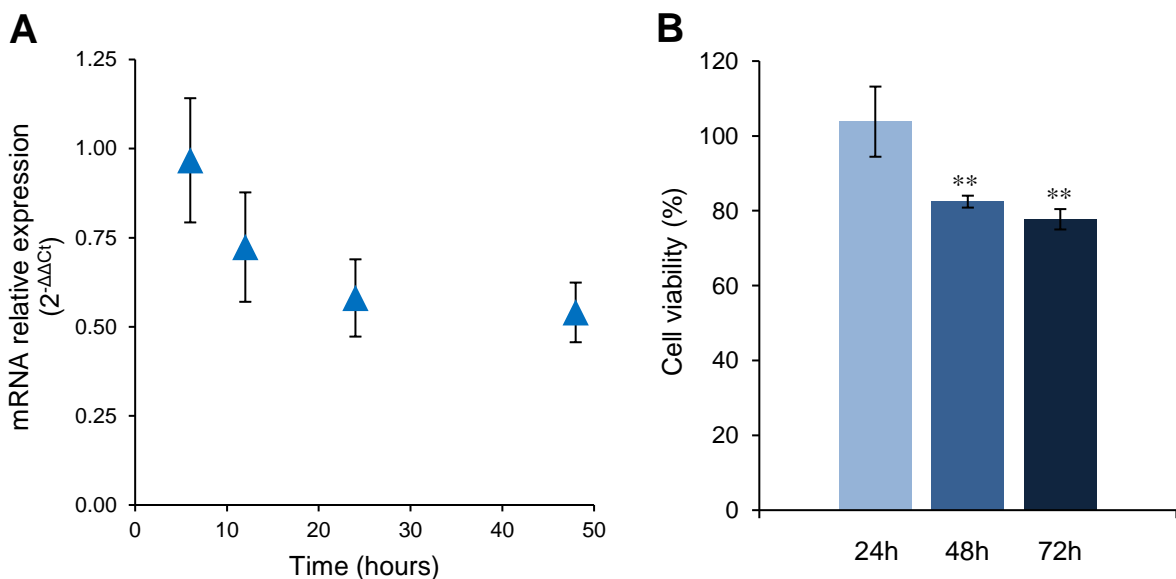 A
mRNA relative expression
(2-ΔΔCt)
1.25
1.00
0.75
0.50
0.25
0.00
0 10 20 30 40 50
Time (hours)
B
Cell viability (%)
120
100
80
60
40
20
0
**
**
24h 48h 72h